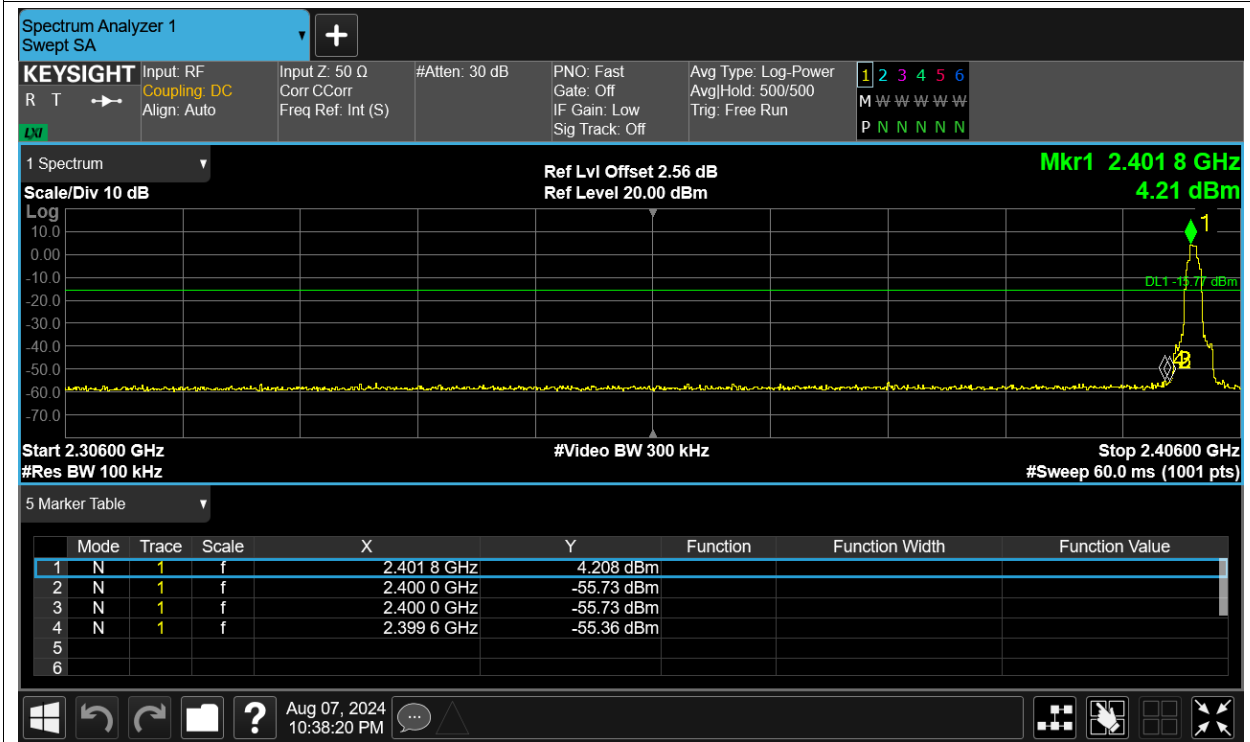 Spectrum Analyzer 1
Swept SA
+
KEYSIGHT
R T
LXI
Input: RF
Coupling: DC
Align: Auto
Input Z: 50 Ω
Corr CCorr
Freq Ref: Int (S)
#Atten: 30 dB
PNO: Fast
Gate: Off
IF Gain: Low
Sig Track: Off
Avg Type: Log-Power
Avg|Hold: 500/500
Trig: Free Run
1 2 3 4 5 6
M W W W W W
P N N N N N
1 Spectrum
Scale/Div 10 dB
Ref Lvl Offset 2.56 dB
Ref Level 20.00 dBm
Mkr1 2.401 8 GHz
4.21 dBm
Log
10.0
0.00
-10.0
-20.0
-30.0
-40.0
-50.0
-60.0
-70.0
1
DL1 -15.77 dBm
Start 2.30600 GHz
#Video BW 300 kHz
Stop 2.40600 GHz
#Res BW 100 kHz
#Sweep 60.0 ms (1001 pts)
5 Marker Table
Mode Trace Scale X Y Function Function Width Function Value
1 N 1 f 2.401 8 GHz 4.208 dBm
2 N 1 f 2.400 0 GHz -55.73 dBm
3 N 1 f 2.400 0 GHz -55.73 dBm
4 N 1 f 2.399 6 GHz -55.36 dBm
5
6
?
Aug 07, 2024
10:38:20 PM